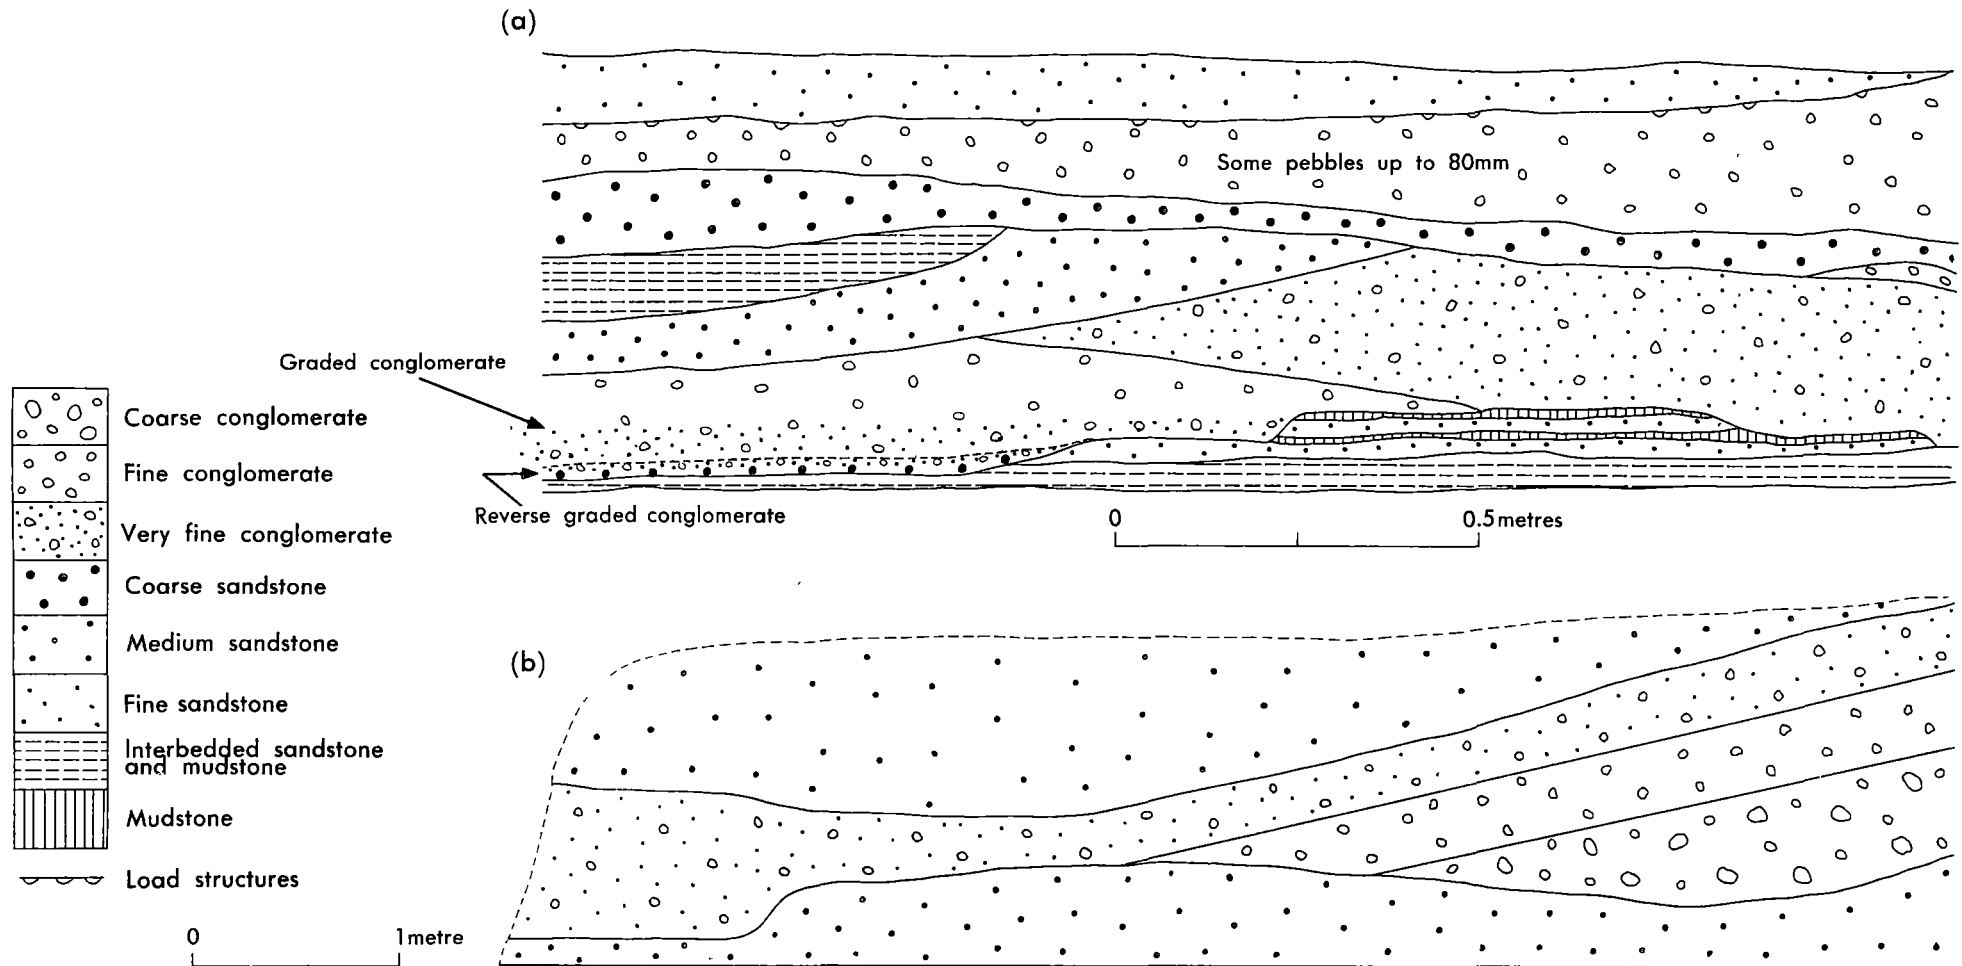 (a)
Some pebbles up to 80mm
Graded conglomerate
Reverse graded conglomerate
0 0.5 metres
Coarse conglomerate
Fine conglomerate
Very fine conglomerate
Coarse sandstone
Medium sandstone
Fine sandstone
Interbedded sandstone
and mudstone
Mudstone
Load structures
0 1 metre
(b)